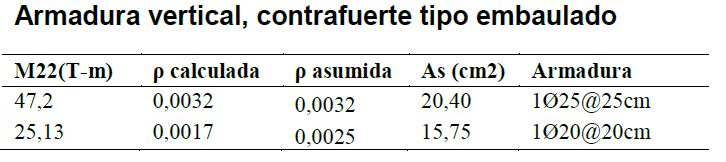 Armadura vertical, contrafuerte tipo embaulado
M22(T-m) ρ calculada ρ asumida As (cm2) Armadura
47,2 0,0032 0,0032 20,40 1Ø25@25cm
25,13 0,0017 0,0025 15,75 1Ø20@20cm